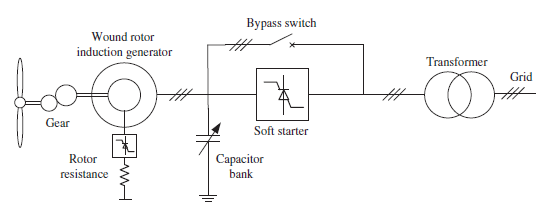 Bypass switch
Wound rotor
induction generator
Transformer
Grid
Gear
Soft starter
Rotor
resistance
Capacitor
bank